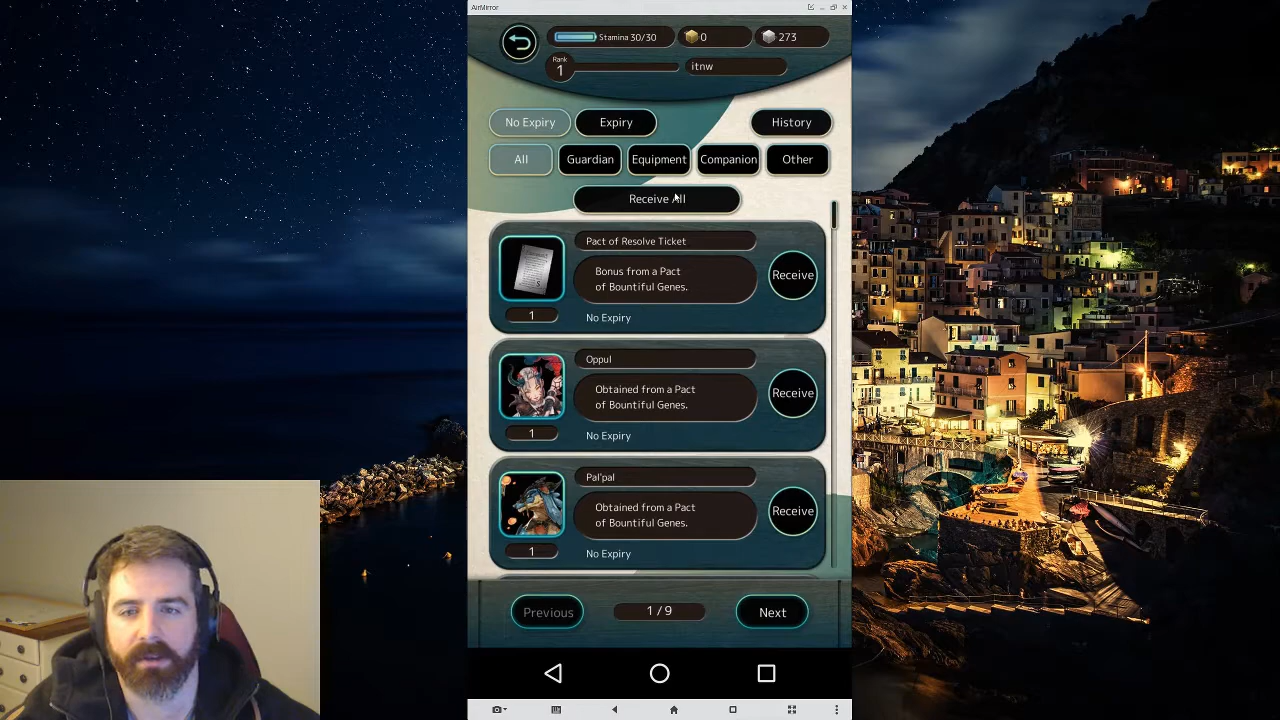 AirMirror
Stamina 30/30
0
273
Rank
1
itnw
No Expiry
Expiry
History
All
Guardian
Equipment
Companion
Other
Receive All
Pact of Resolve Ticket
Bonus from a Pact
of Bountiful Genes.
Receive
1
No Expiry
Oppul
Obtained from a Pact
of Bountiful Genes.
Receive
1
No Expiry
Pal'pal
Obtained from a Pact
of Bountiful Genes.
Receive
1
No Expiry
Previous
1 / 9
Next